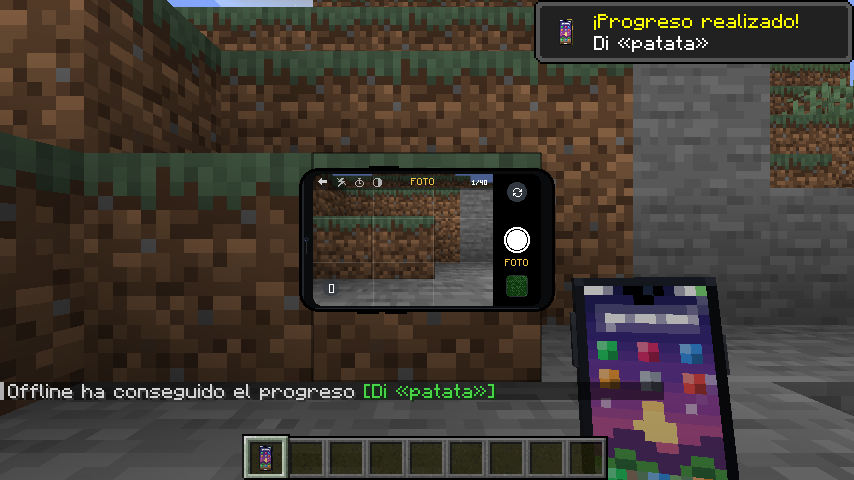 ¡Progreso realizado!
Di «patata»
FOTO
1/40
FOTO
Offline ha conseguido el progreso [Di «patata»]